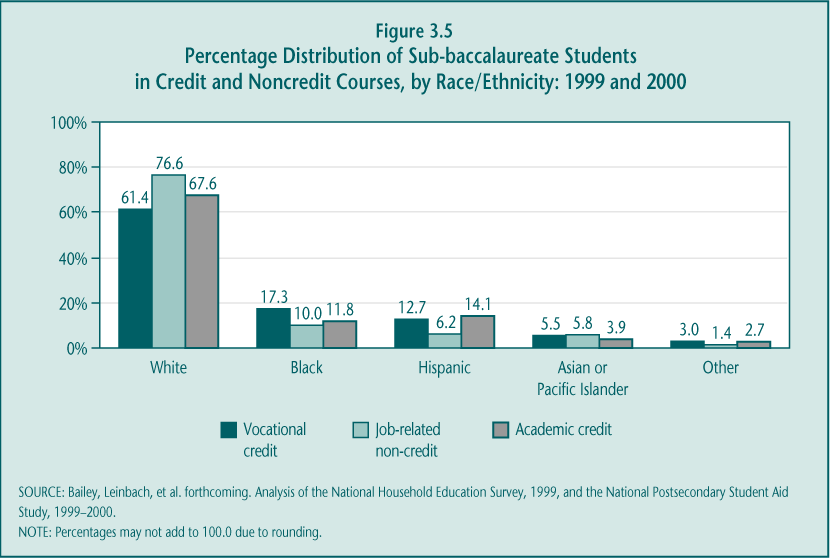 Figure 3.5
Percentage Distribution of Sub-baccalaureate Students
in Credit and Noncredit Courses, by Race/Ethnicity: 1999 and 2000
100%
80%
60%
40%
20%
0%
61.4
76.6
67.6
17.3
10.0
11.8
12.7
6.2
14.1
5.5
5.8
3.9
3.0
1.4
2.7
White
Black
Hispanic
Asian or
Pacific Islander
Other
Vocational
credit
Job-related
non-credit
Academic credit
SOURCE: Bailey, Leinbach, et al. forthcoming. Analysis of the National Household Education Survey, 1999, and the National Postsecondary Student Aid
Study, 1999–2000.
NOTE: Percentages may not add to 100.0 due to rounding.